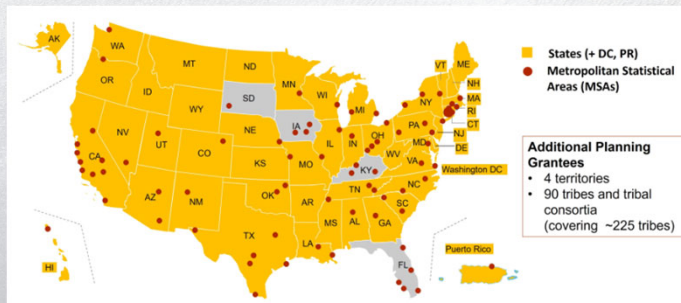 AK
WA
OR
MT
ID
WY
ND
SD
NE
MN
WI
MI
IA
NV
UT
CA
CO
KS
MO
IL
IN
OH
KY
WV
PA
NY
VT
ME
NH
MA
RI
CT
NJ
DE
MD
VA
Washington DC
NC
TN
SC
AZ
NM
OK
AR
TX
LA
MS
AL
GA
FL
HI
Puerto Rico
States (+ DC, PR)
Metropolitan Statistical
Areas (MSAs)
Additional Planning
Grantees
• 4 territories
• 90 tribes and tribal
consortia
(covering ~225 tribes)